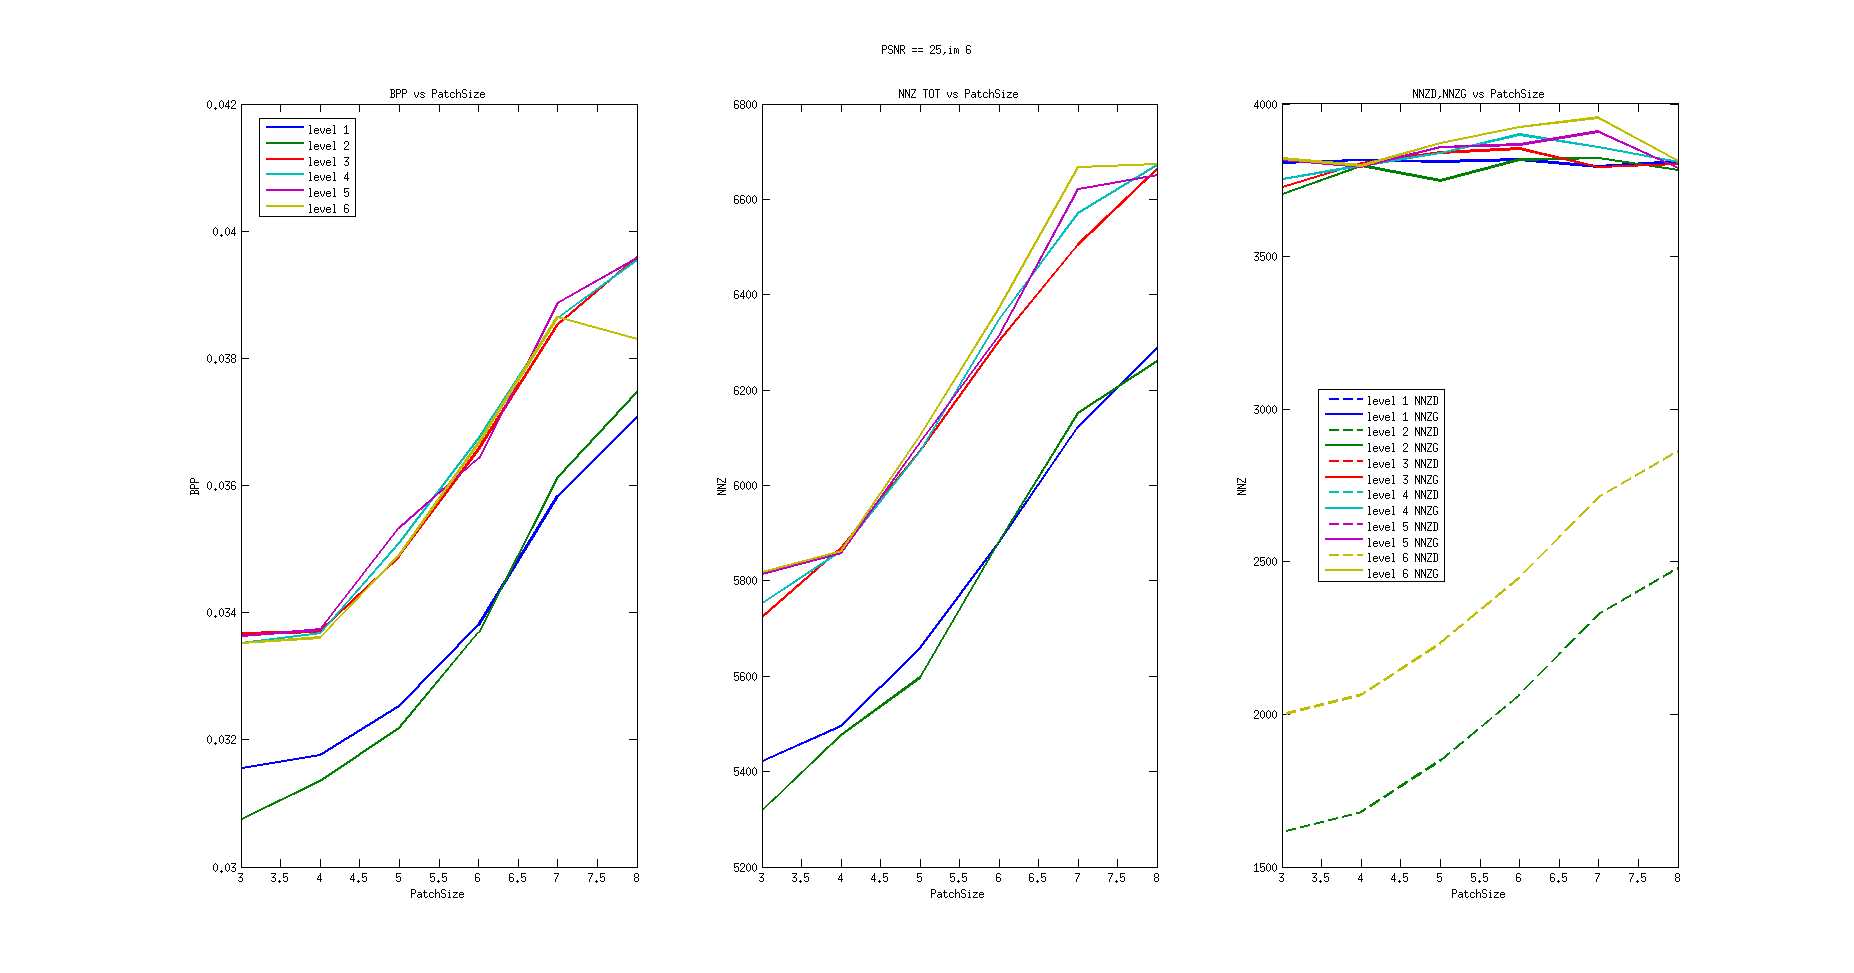 PSNR == 25,im 6
BPP vs PatchSize
0.042
0.04
0.038
0.036
0.034
0.032
0.03
BPP
level 1
level 2
level 3
level 4
level 5
level 6
3 3.5 4 4.5 5 5.5 6 6.5 7 7.5 8
PatchSize
NNZ TOT vs PatchSize
6800
6600
6400
6200
6000
5800
5600
5400
5200
NNZ
3 3.5 4 4.5 5 5.5 6 6.5 7 7.5 8
PatchSize
NNZD,NNZG vs PatchSize
4000
3500
3000
2500
2000
1500
NNZ
level 1 NNZD
level 1 NNZG
level 2 NNZD
level 2 NNZG
level 3 NNZD
level 3 NNZG
level 4 NNZD
level 4 NNZG
level 5 NNZD
level 5 NNZG
level 6 NNZD
level 6 NNZG
3 3.5 4 4.5 5 5.5 6 6.5 7 7.5 8
PatchSize